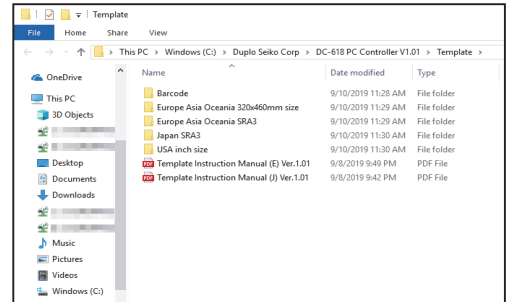 Template
File Home Share View
This PC > Windows (C:) > Duplo Seiko Corp > DC-618 PC Controller V1.01 > Template >
Name Date modified Type
OneDrive
This PC
3D Objects
Desktop
Documents
Downloads
Music
Pictures
Videos
Windows (C:)
Barcode 9/10/2019 11:28 AM File folder
Europe Asia Oceania 320x460mm size 9/10/2019 11:29 AM File folder
Europe Asia Oceania SRA3 9/10/2019 11:29 AM File folder
Japan SRA3 9/10/2019 11:30 AM File folder
USA inch size 9/10/2019 11:30 AM File folder
Template Instruction Manual (E) Ver.1.01 9/8/2019 9:49 PM PDF File
Template Instruction Manual (J) Ver.1.01 9/8/2019 9:42 PM PDF File